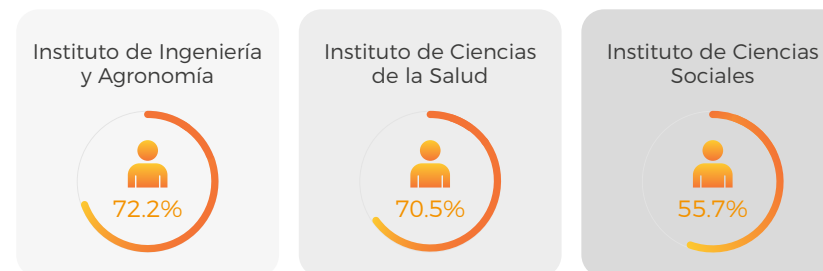 Instituto de Ingeniería
y Agronomía
72.2%
Instituto de Ciencias
de la Salud
70.5%
Instituto de Ciencias
Sociales
55.7%